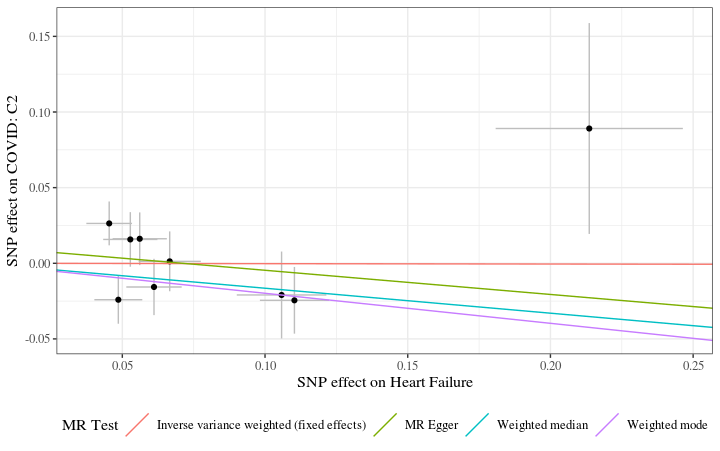 0.15
0.10
0.05
0.00
-0.05
SNP effect on COVID: C2
0.05 0.10 0.15 0.20 0.25
SNP effect on Heart Failure
MR Test Inverse variance weighted (fixed effects) MR Egger Weighted median Weighted mode